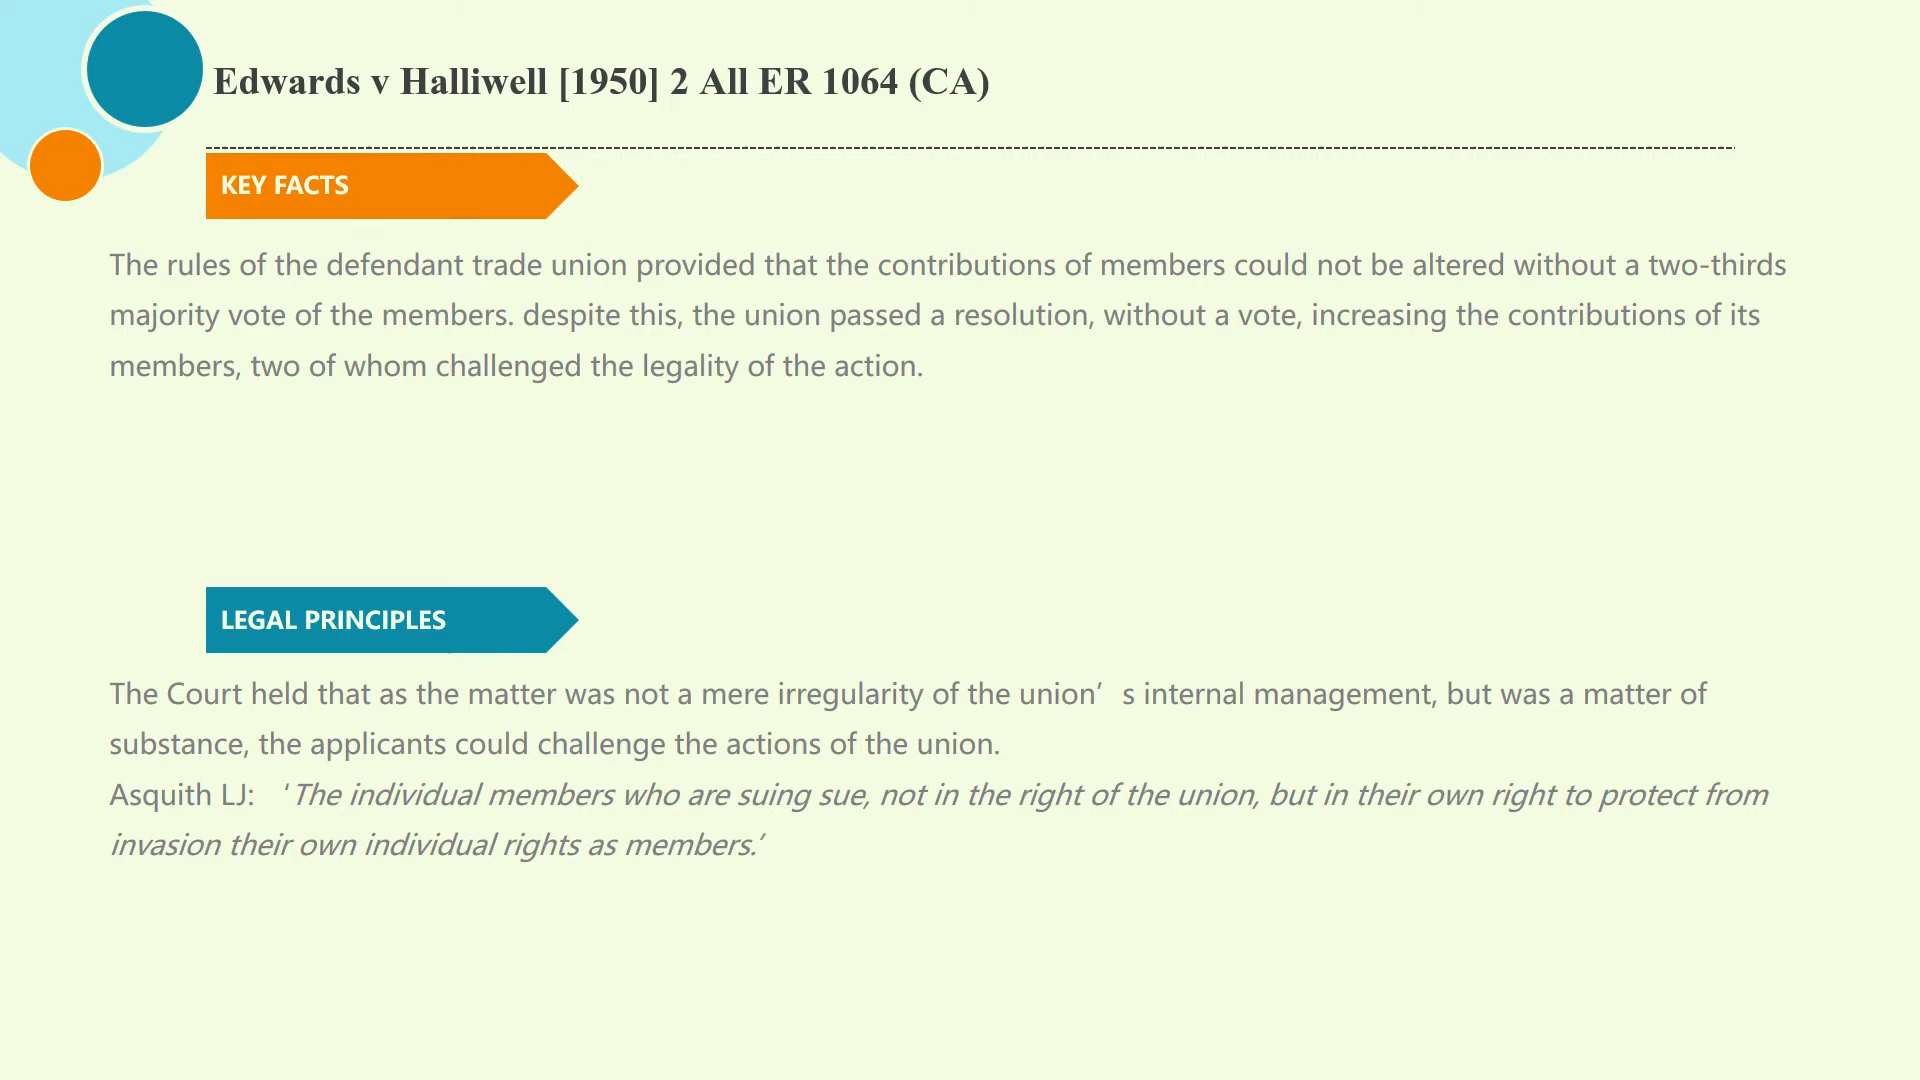 Edwards v Halliwell [1950] 2 All ER 1064 (CA)
KEY FACTS
The rules of the defendant trade union provided that the contributions of members could not be altered without a two-thirds
majority vote of the members. despite this, the union passed a resolution, without a vote, increasing the contributions of its
members, two of whom challenged the legality of the action.
LEGAL PRINCIPLES
The Court held that as the matter was not a mere irregularity of the union’s internal management, but was a matter of
substance, the applicants could challenge the actions of the union.
Asquith LJ: ‘The individual members who are suing sue, not in the right of the union, but in their own right to protect from
invasion their own individual rights as members.’